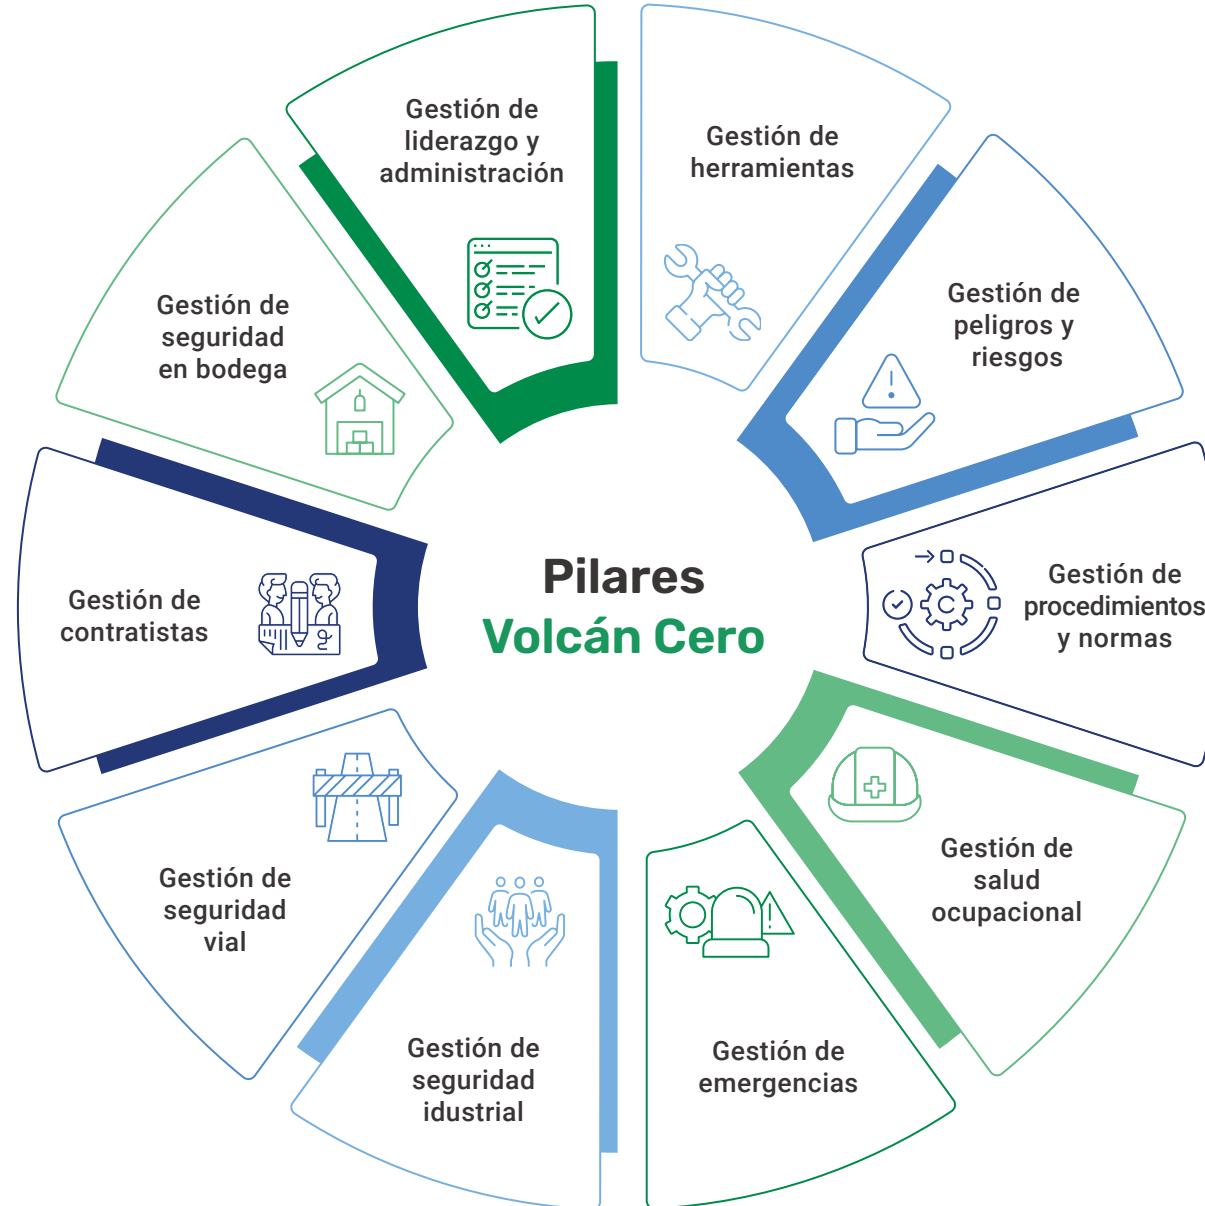 Gestión de
liderazgo y
administración
Gestión de
herramientas
Gestión de
peligros y
riesgos
Gestión de
procedimientos
y normas
Gestión de
salud
ocupacional
Gestión de
emergencias
Gestión de
seguridad
idustrial
Gestión de
seguridad
vial
Gestión de
contratistas
Gestión de
seguridad
en bodega
Pilares
Volcán Cero